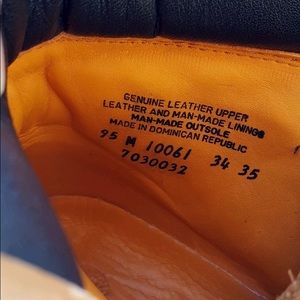 GENUINE LEATHER UPPER
LEATHER AND MAN-MADE LININGS
MAN-MADE OUTSOLE
MADE IN DOMINICAN REPUBLIC
95 M 10061 34 35
7030032